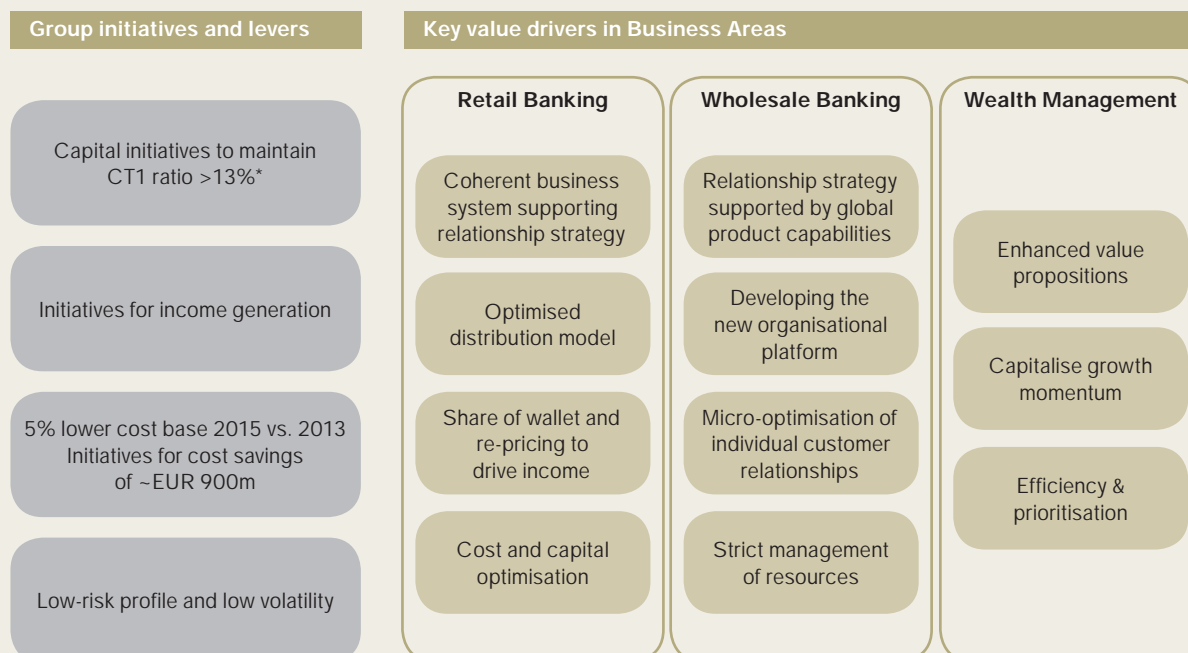 Group initiatives and levers
Capital initiatives to maintain
CT1 ratio >13%*
Initiatives for income generation
5% lower cost base 2015 vs. 2013
Initiatives for cost savings
of ~EUR 900m
Low-risk profile and low volatility
Key value drivers in Business Areas
Retail Banking
Coherent business
system supporting
relationship strategy
Optimised
distribution model
Share of wallet and
re-pricing to
drive income
Cost and capital
optimisation
Wholesale Banking
Relationship strategy
supported by global
product capabilities
Developing the
new organisational
platform
Micro-optimisation of
individual customer
relationships
Strict management
of resources
Wealth Management
Enhanced value
propositions
Capitalise growth
momentum
Efficiency &
prioritisation